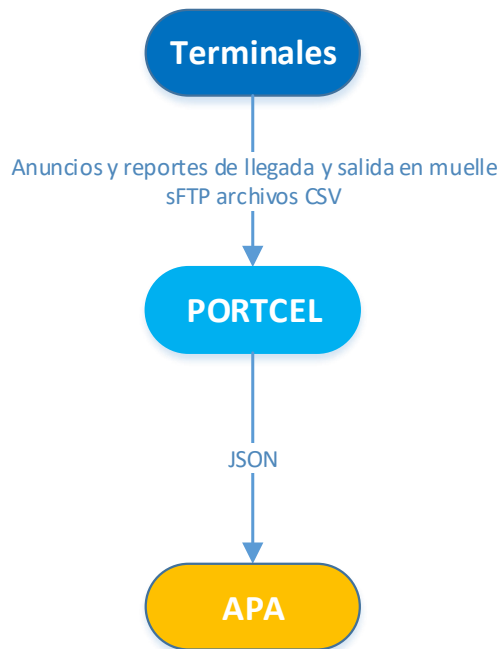 Terminales
Anuncios y reportes de llegada y salida en muelle
sFTP archivos CSV
PORTCEL
JSON
APA